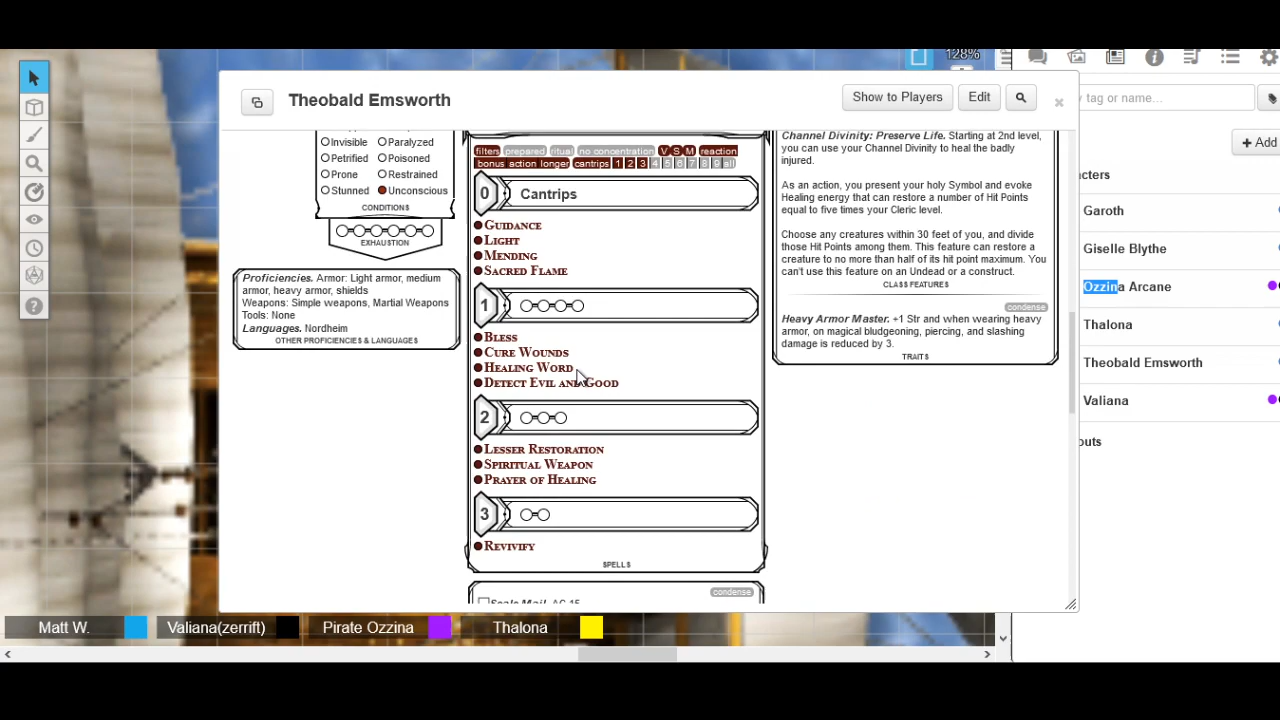 128%
Theobald Emsworth
Show to Players
Edit
×
Invisible Paralyzed
Petrified Poisoned
Prone Restrained
Stunned Unconscious
CONDITIONS
EXHAUSTION
Proficiencies. Armor: Light armor, medium
armor, heavy armor, shields
Weapons: Simple weapons, Martial Weapons
Tools: None
Languages. Nordheim
OTHER PROFICIENCIES & LANGUAGES
filters prepared ritual no concentration V S M reaction
bonus action longer cantrips 1 2 3 4 5 6 7 8 9 all
0 Cantrips
Guidance
Light
Mending
Sacred Flame
1
Bless
Cure Wounds
Healing Word
Detect Evil and Good
2
Lesser Restoration
Spiritual Weapon
Prayer of Healing
3
Revivify
SPELLS
condense
Scale Mail. AC 15
Channel Divinity: Preserve Life. Starting at 2nd level,
you can use your Channel Divinity to heal the badly
injured.
As an action, you present your holy Symbol and evoke
Healing energy that can restore a number of Hit Points
equal to five times your Cleric level.
Choose any creatures within 30 feet of you, and divide
those Hit Points among them. This feature can restore a
creature to no more than half of its hit point maximum. You
can't use this feature on an Undead or a construct.
CLASS FEATURES
condense
Heavy Armor Master. +1 Str and when wearing heavy
armor, on magical bludgeoning, piercing, and slashing
damage is reduced by 3.
TRAITS
y tag or name...
+ Add
cters
Garoth
Giselle Blythe
Ozzina Arcane
Thalona
Theobald Emsworth
Valiana
outs
Matt W.
Valiana(zerrift)
Pirate Ozzina
Thalona